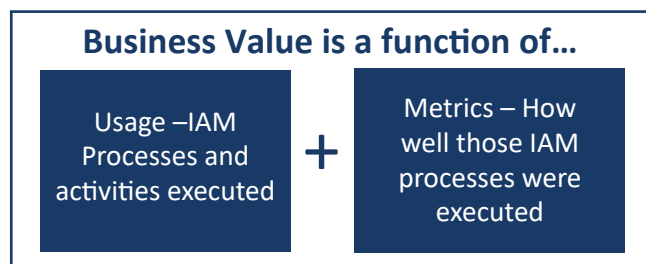 Business Value is a function of…
Usage –IAM
Processes and
activities executed
+
Metrics – How
well those IAM
processes were
executed